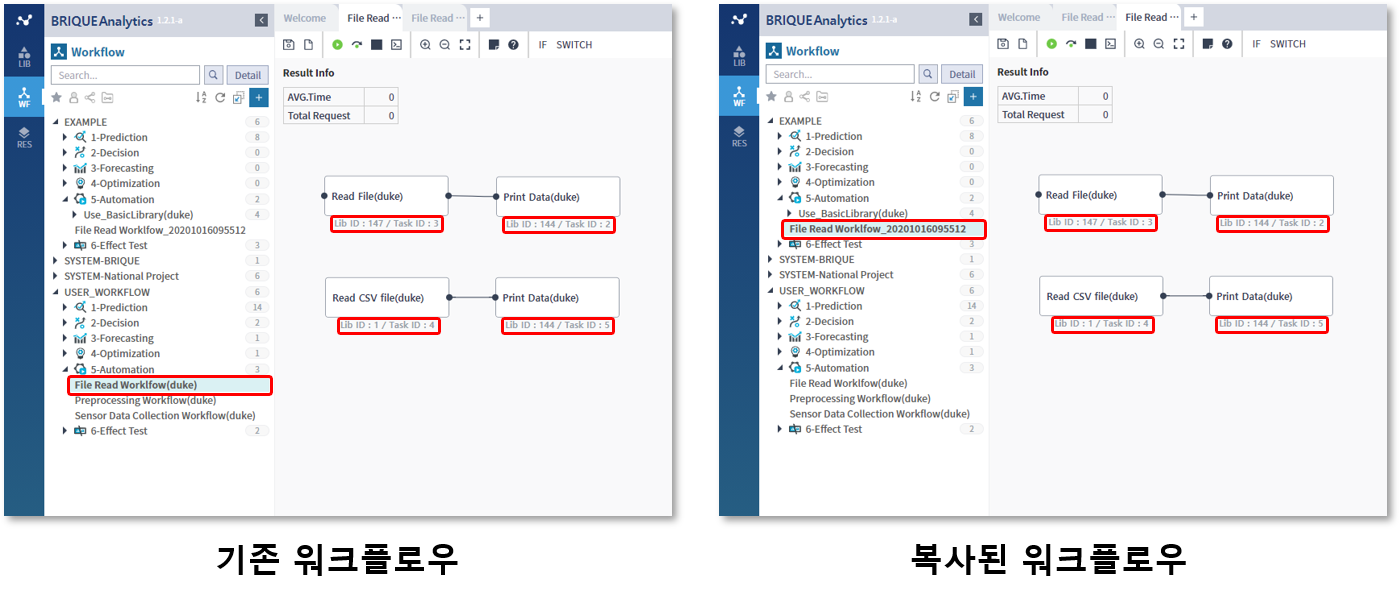 BRIQUEAnalytics 1.2.1-a
LIB
WF
RES
Workflow
Search...
Detail
EXAMPLE 6
1-Prediction 8
2-Decision 0
3-Forecasting 0
4-Optimization 0
5-Automation 2
Use_BasicLibrary(duke) 4
File Read Worklfow_20201016095512
6-Effect Test 3
SYSTEM-BRIQUE 1
SYSTEM-National Project 6
USER_WORKFLOW 6
1-Prediction 14
2-Decision 2
3-Forecasting 1
4-Optimization 1
5-Automation 3
File Read Worklfow(duke)
Preprocessing Workflow(duke)
Sensor Data Collection Workflow(duke)
6-Effect Test 2
Welcome File Read ··· File Read ··· +
IF SWITCH
Result Info
AVG.Time 0
Total Request 0
Read File(duke) Print Data(duke)
Lib ID : 147 / Task ID : 3 Lib ID : 144 / Task ID : 2
Read CSV file(duke) Print Data(duke)
Lib ID : 1 / Task ID : 4 Lib ID : 144 / Task ID : 5
기존 워크플로우
BRIQUEAnalytics 1.2.1-a
LIB
WF
RES
Workflow
Search...
Detail
EXAMPLE 6
1-Prediction 8
2-Decision 0
3-Forecasting 0
4-Optimization 0
5-Automation 2
Use_BasicLibrary(duke) 4
File Read Worklfow_20201016095512
6-Effect Test 3
SYSTEM-BRIQUE 1
SYSTEM-National Project 6
USER_WORKFLOW 6
1-Prediction 14
2-Decision 2
3-Forecasting 1
4-Optimization 1
5-Automation 3
File Read Worklfow(duke)
Preprocessing Workflow(duke)
Sensor Data Collection Workflow(duke)
6-Effect Test 2
Welcome File Read ··· File Read ··· +
IF SWITCH
Result Info
AVG.Time 0
Total Request 0
Read File(duke) Print Data(duke)
Lib ID : 147 / Task ID : 3 Lib ID : 144 / Task ID : 2
Read CSV file(duke) Print Data(duke)
Lib ID : 1 / Task ID : 4 Lib ID : 144 / Task ID : 5
복사된 워크플로우